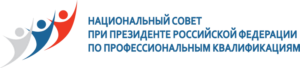 НАЦИОНАЛЬНЫЙ СОВЕТ
ПРИ ПРЕЗИДЕНТЕ РОССИЙСКОЙ ФЕДЕРАЦИИ
ПО ПРОФЕССИОНАЛЬНЫМ КВАЛИФИКАЦИЯМ